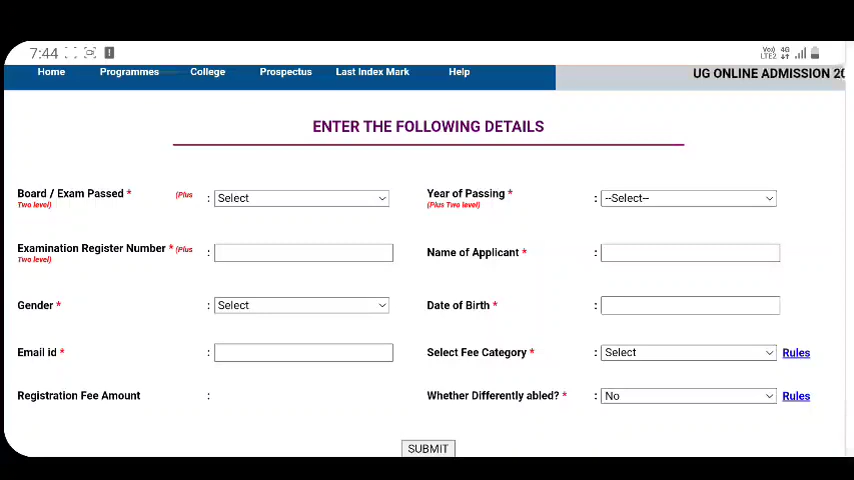 7:44
Vo)) 4G
LTE2
Home Programmes College Prospectus Last Index Mark Help
UG ONLINE ADMISSION 20
ENTER THE FOLLOWING DETAILS
Board / Exam Passed * (Plus Two level) : Select
Year of Passing * (Plus Two level) : --Select--
Examination Register Number * (Plus Two level) :
Name of Applicant * :
Gender * : Select
Date of Birth * :
Email id * :
Select Fee Category * : Select Rules
Registration Fee Amount :
Whether Differently abled? * : No Rules
SUBMIT